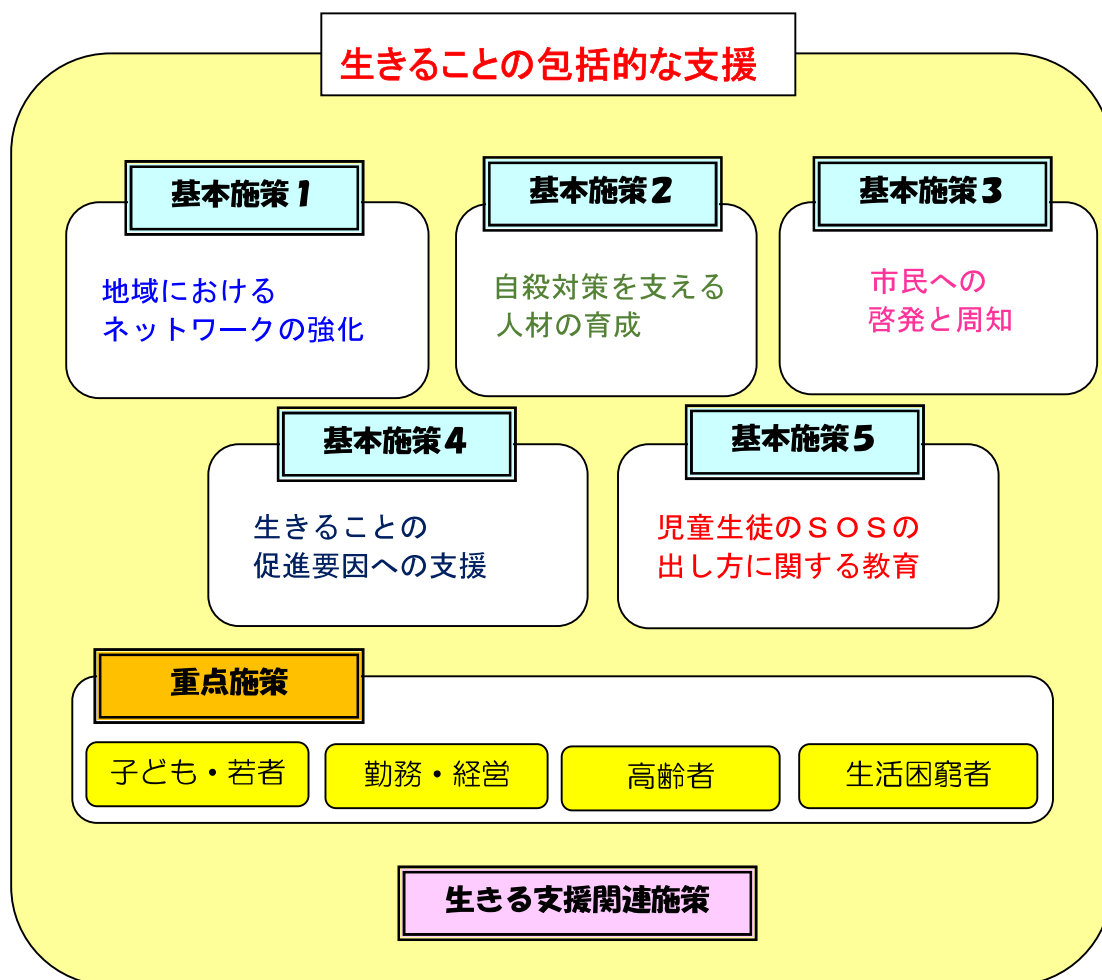 生きることの包括的な支援
基本施策1
地域における
ネットワークの強化
基本施策2
自殺対策を支える
人材の育成
基本施策3
市民への
啓発と周知
基本施策4
生きることの
促進要因への支援
基本施策5
児童生徒のＳＯＳの
出し方に関する教育
重点施策
子ども・若者
勤務・経営
高齢者
生活困窮者
生きる支援関連施策